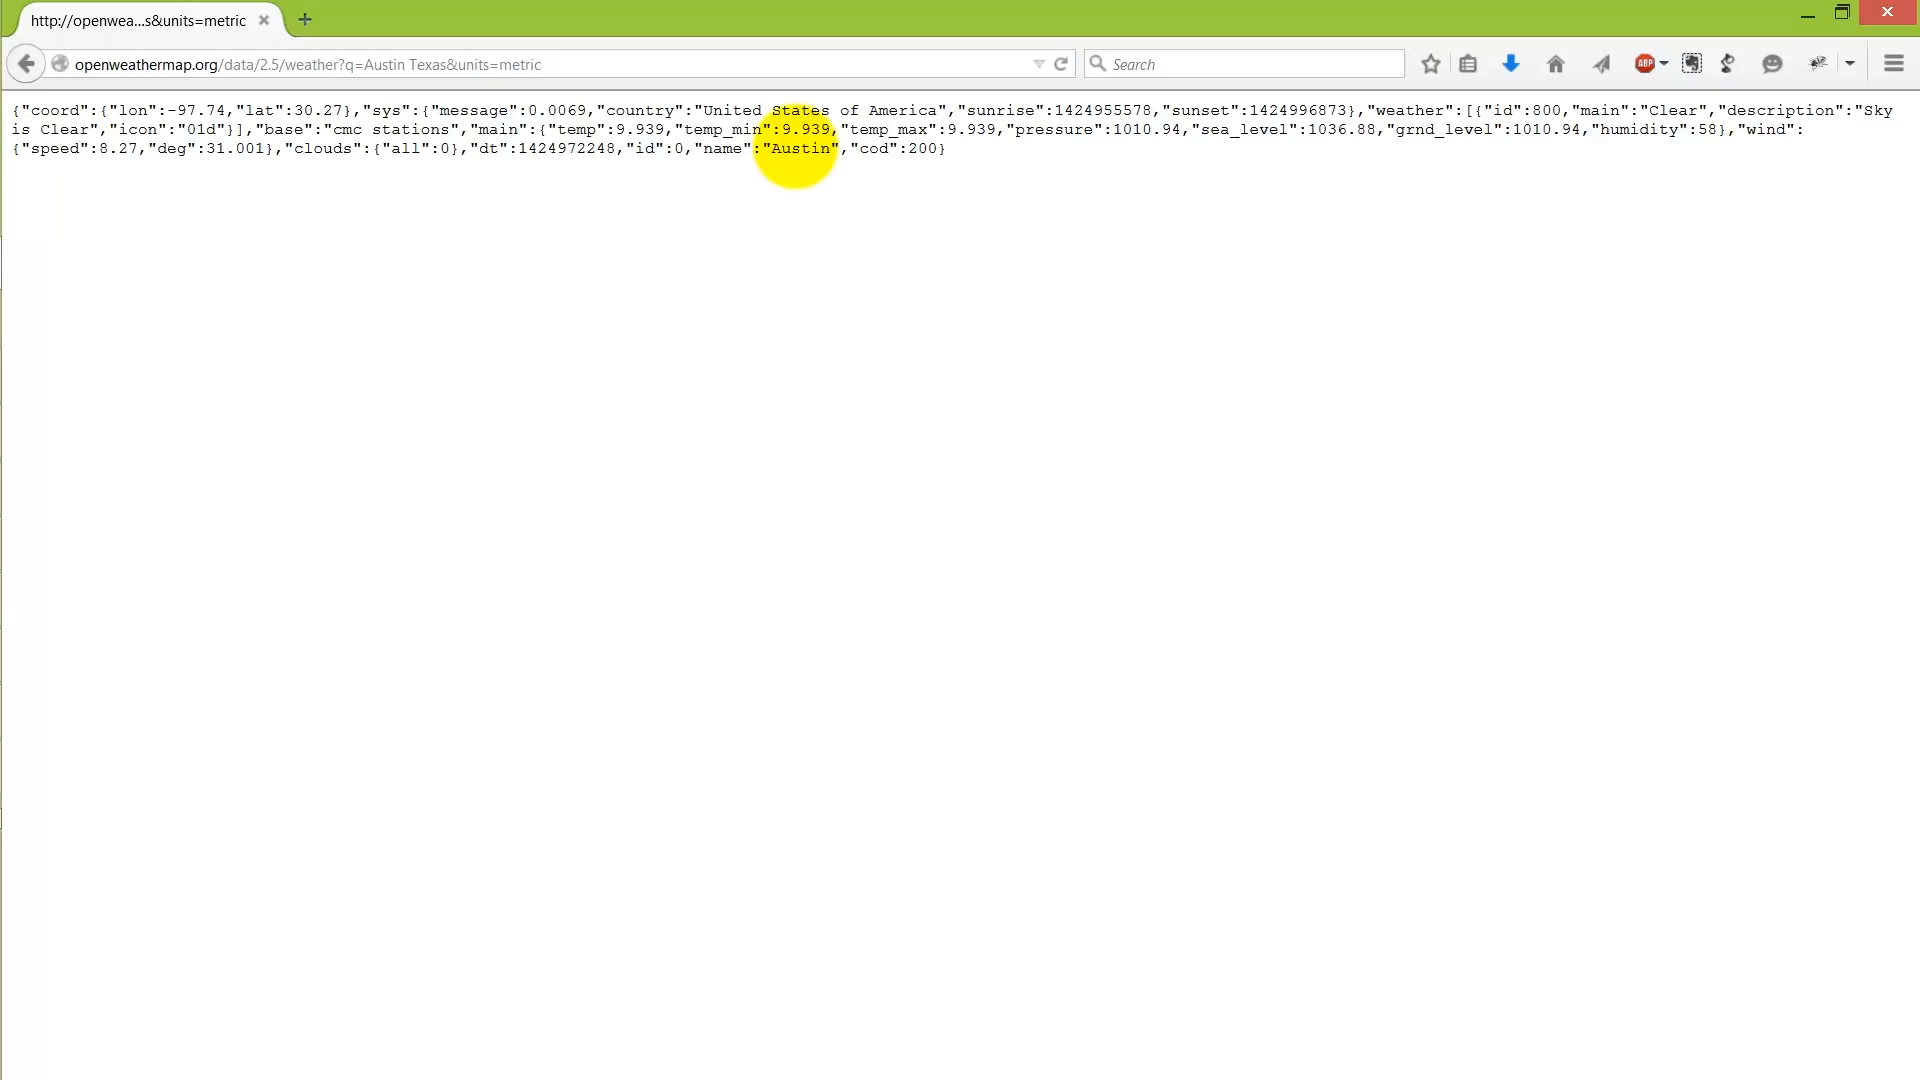 http://openwea...s&units=metric
openweathermap.org/data/2.5/weather?q=Austin Texas&units=metric
Search
ABP
{"coord":{"lon":-97.74,"lat":30.27},"sys":{"message":0.0069,"country":"United States of America","sunrise":1424955578,"sunset":1424996873},"weather":[{"id":800,"main":"Clear","description":"Sky
is Clear","icon":"01d"}],"base":"cmc stations","main":{"temp":9.939,"temp_min":9.939,"temp_max":9.939,"pressure":1010.94,"sea_level":1036.88,"grnd_level":1010.94,"humidity":58},"wind":
{"speed":8.27,"deg":31.001},"clouds":{"all":0},"dt":1424972248,"id":0,"name":"Austin","cod":200}